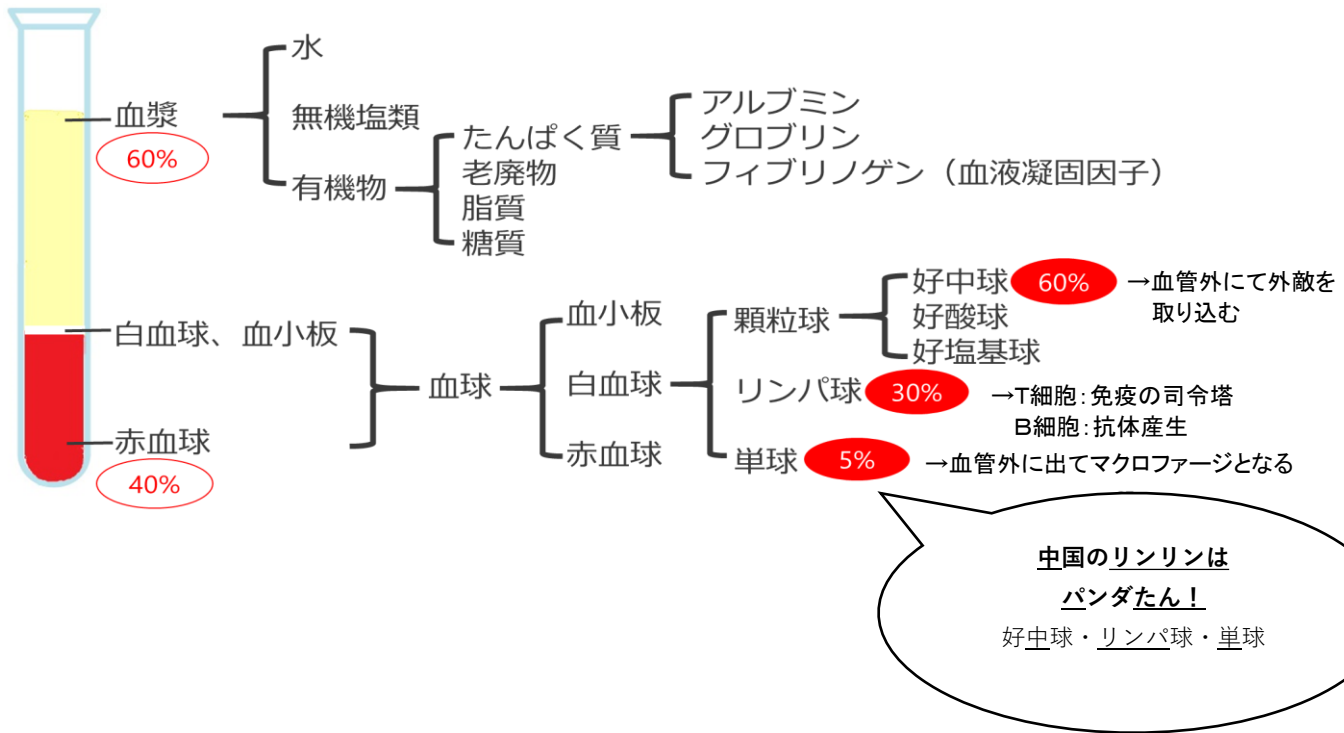 水
血漿
無機塩類
60%
有機物
たんぱく質
老廃物
脂質
糖質
アルブミン
グロブリン
フィブリノゲン（血液凝固因子）
白血球、血小板
赤血球
40%
血球
血小板
白血球
赤血球
顆粒球
好中球 60% →血管外にて外敵を
取り込む
好酸球
好塩基球
リンパ球 30% →T細胞：免疫の司令塔
B細胞：抗体産生
単球 5% →血管外に出てマクロファージとなる
中国のリンリンは
パンダたん！
好中球・リンパ球・単球